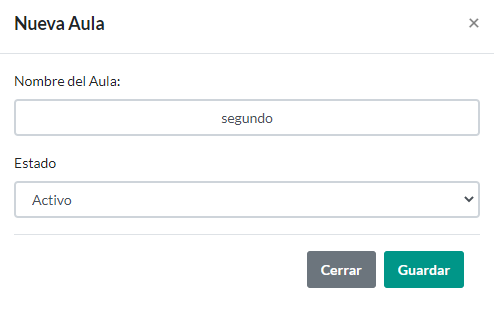 Nueva Aula ×
Nombre del Aula:
segundo
Estado
Activo
Cerrar Guardar